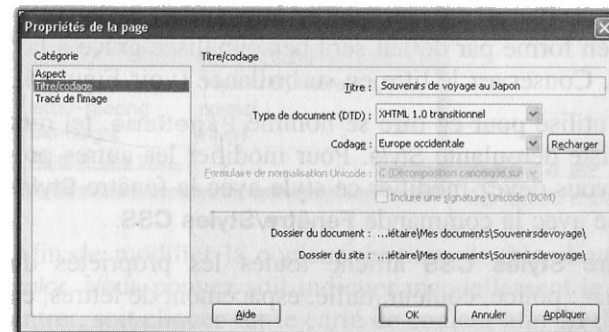 Propriétés de la page
Catégorie
Titre/codage
Aspect
Titre/codage
Tracé de l'image
Titre : Souvenirs de voyage au Japon
Type de document (DTD) : XHTML 1.0 transitionnel
Codage : Europe occidentale Recharger
Formulaire de normalisation Unicode : C (Décomposition canonique sui
Inclure une signature Unicode (BOM)
Dossier du document : ...iétaire\Mes documents\Souvenirsdevoyage\
Dossier du site : ...iétaire\Mes documents\Souvenirsdevoyage\
Aide OK Annuler Appliquer